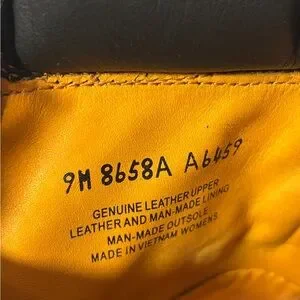 9M 8658A A6459
GENUINE LEATHER UPPER
LEATHER AND MAN-MADE LINING
MAN-MADE OUTSOLE
MADE IN VIETNAM WOMENS